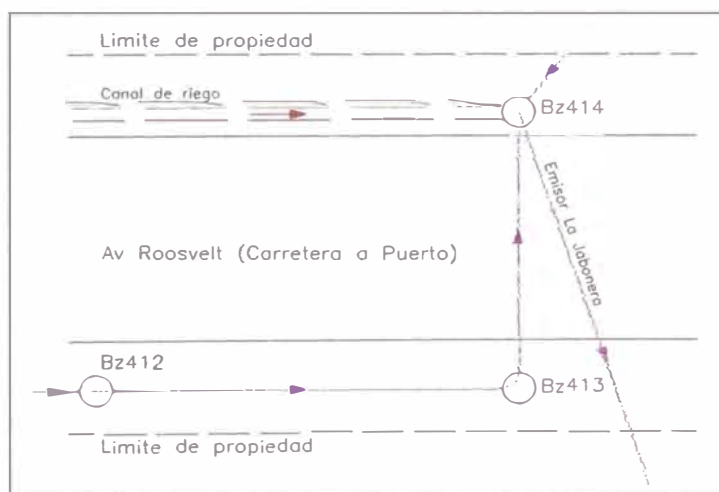 Limite de propiedad
Canal de riego
Bz414
Emisor La Jabonera
Av Roosvelt (Carretera a Puerto)
Bz412
Bz413
Limite de propiedad